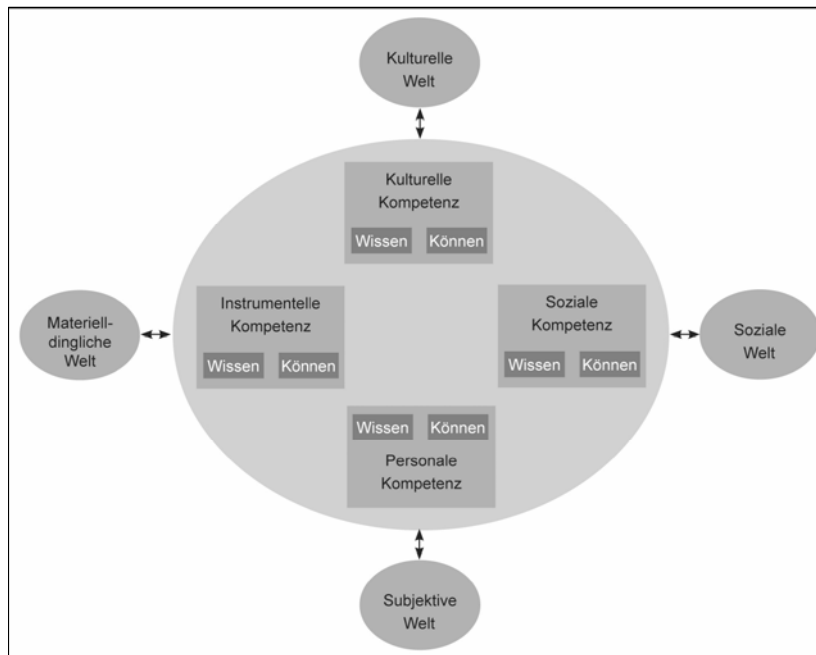 Kulturelle
Welt
Kulturelle
Kompetenz
Wissen Können
Instrumentelle
Kompetenz
Wissen Können
Soziale
Kompetenz
Wissen Können
Materiell-
dingliche
Welt
Soziale
Welt
Wissen Können
Personale
Kompetenz
Subjektive
Welt